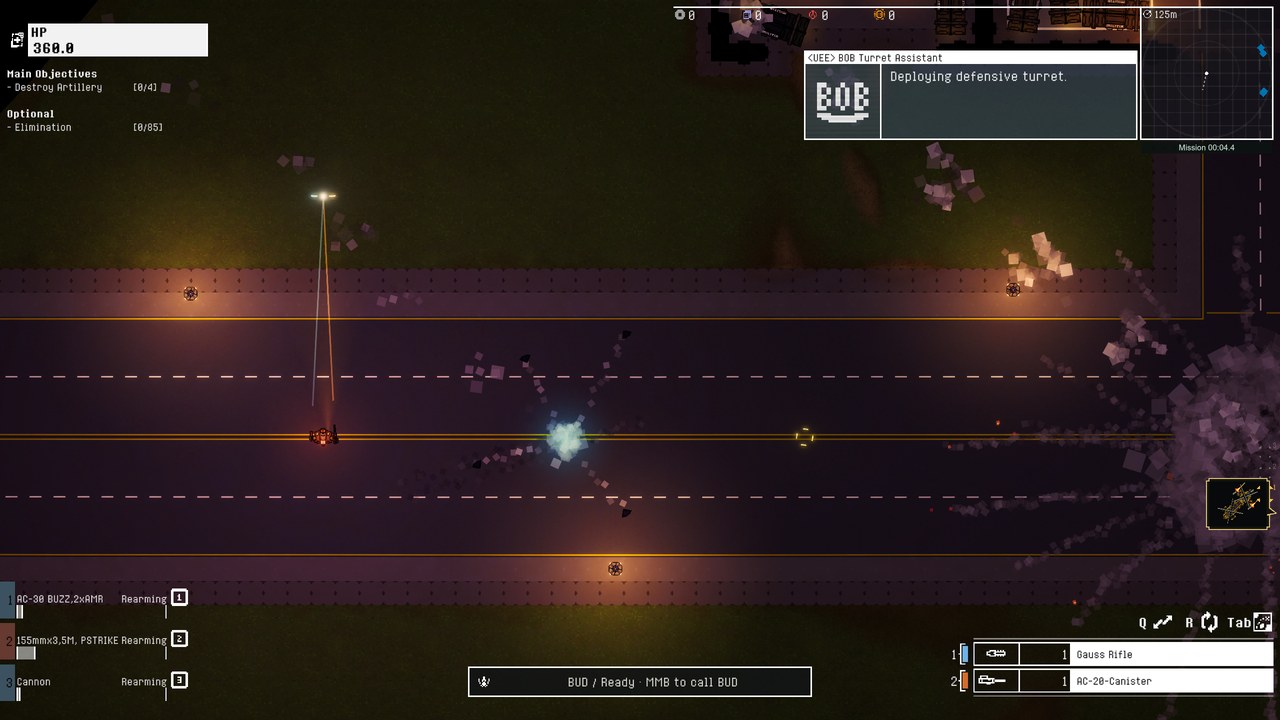 HP
360.0
Main Objectives
- Destroy Artillery [0/4]
Optional
- Elimination [0/85]
0 0 0 0
<UEE> BOB Turret Assistant
BOB
Deploying defensive turret.
125m
Mission 00:04.4
1 AC-30 BUZZ,2xAMR Rearming 1
2 155mmx3,5M, PSTRIKE Rearming 2
3 Cannon Rearming 3
BUD / Ready · MMB to call BUD
Q R Tab
1 1 Gauss Rifle
2 1 AC-20-Canister